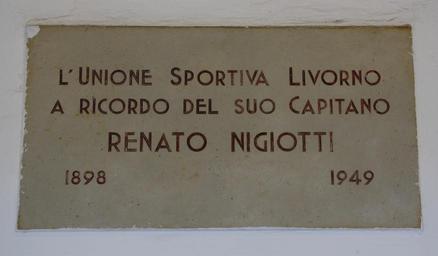 L'UNIONE SPORTIVA LIVORNO
A RICORDO DEL SUO CAPITANO
RENATO NIGIOTTI
1898 1949